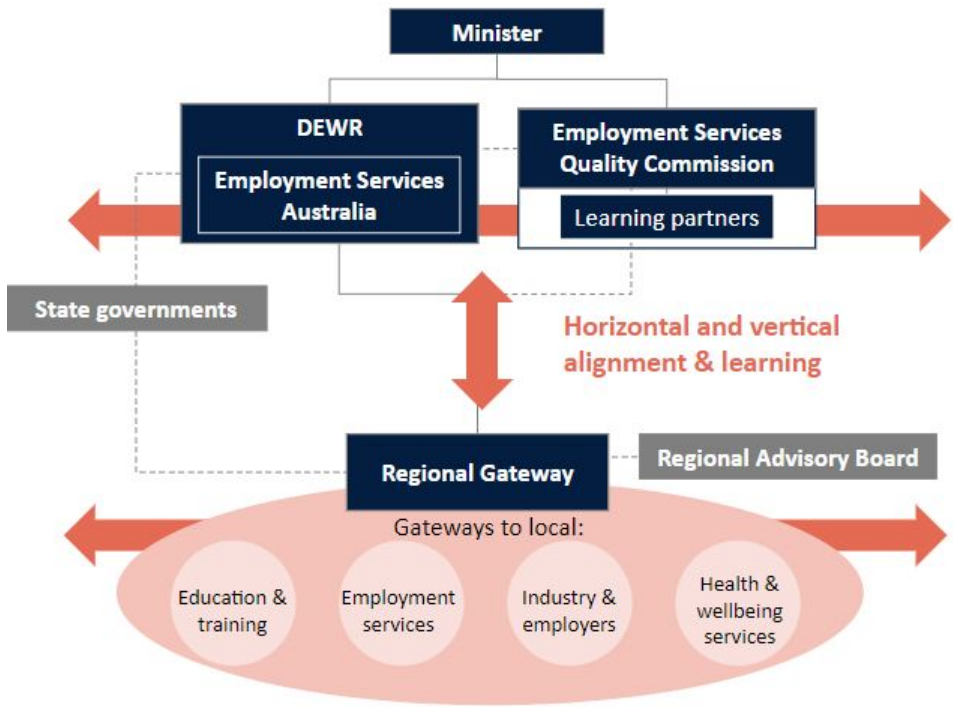 Minister
DEWR
Employment Services
Australia
Employment Services
Quality Commission
Learning partners
State governments
Horizontal and vertical
alignment & learning
Regional Gateway
Regional Advisory Board
Gateways to local:
Education &
training
Employment
services
Industry &
employers
Health &
wellbeing
services